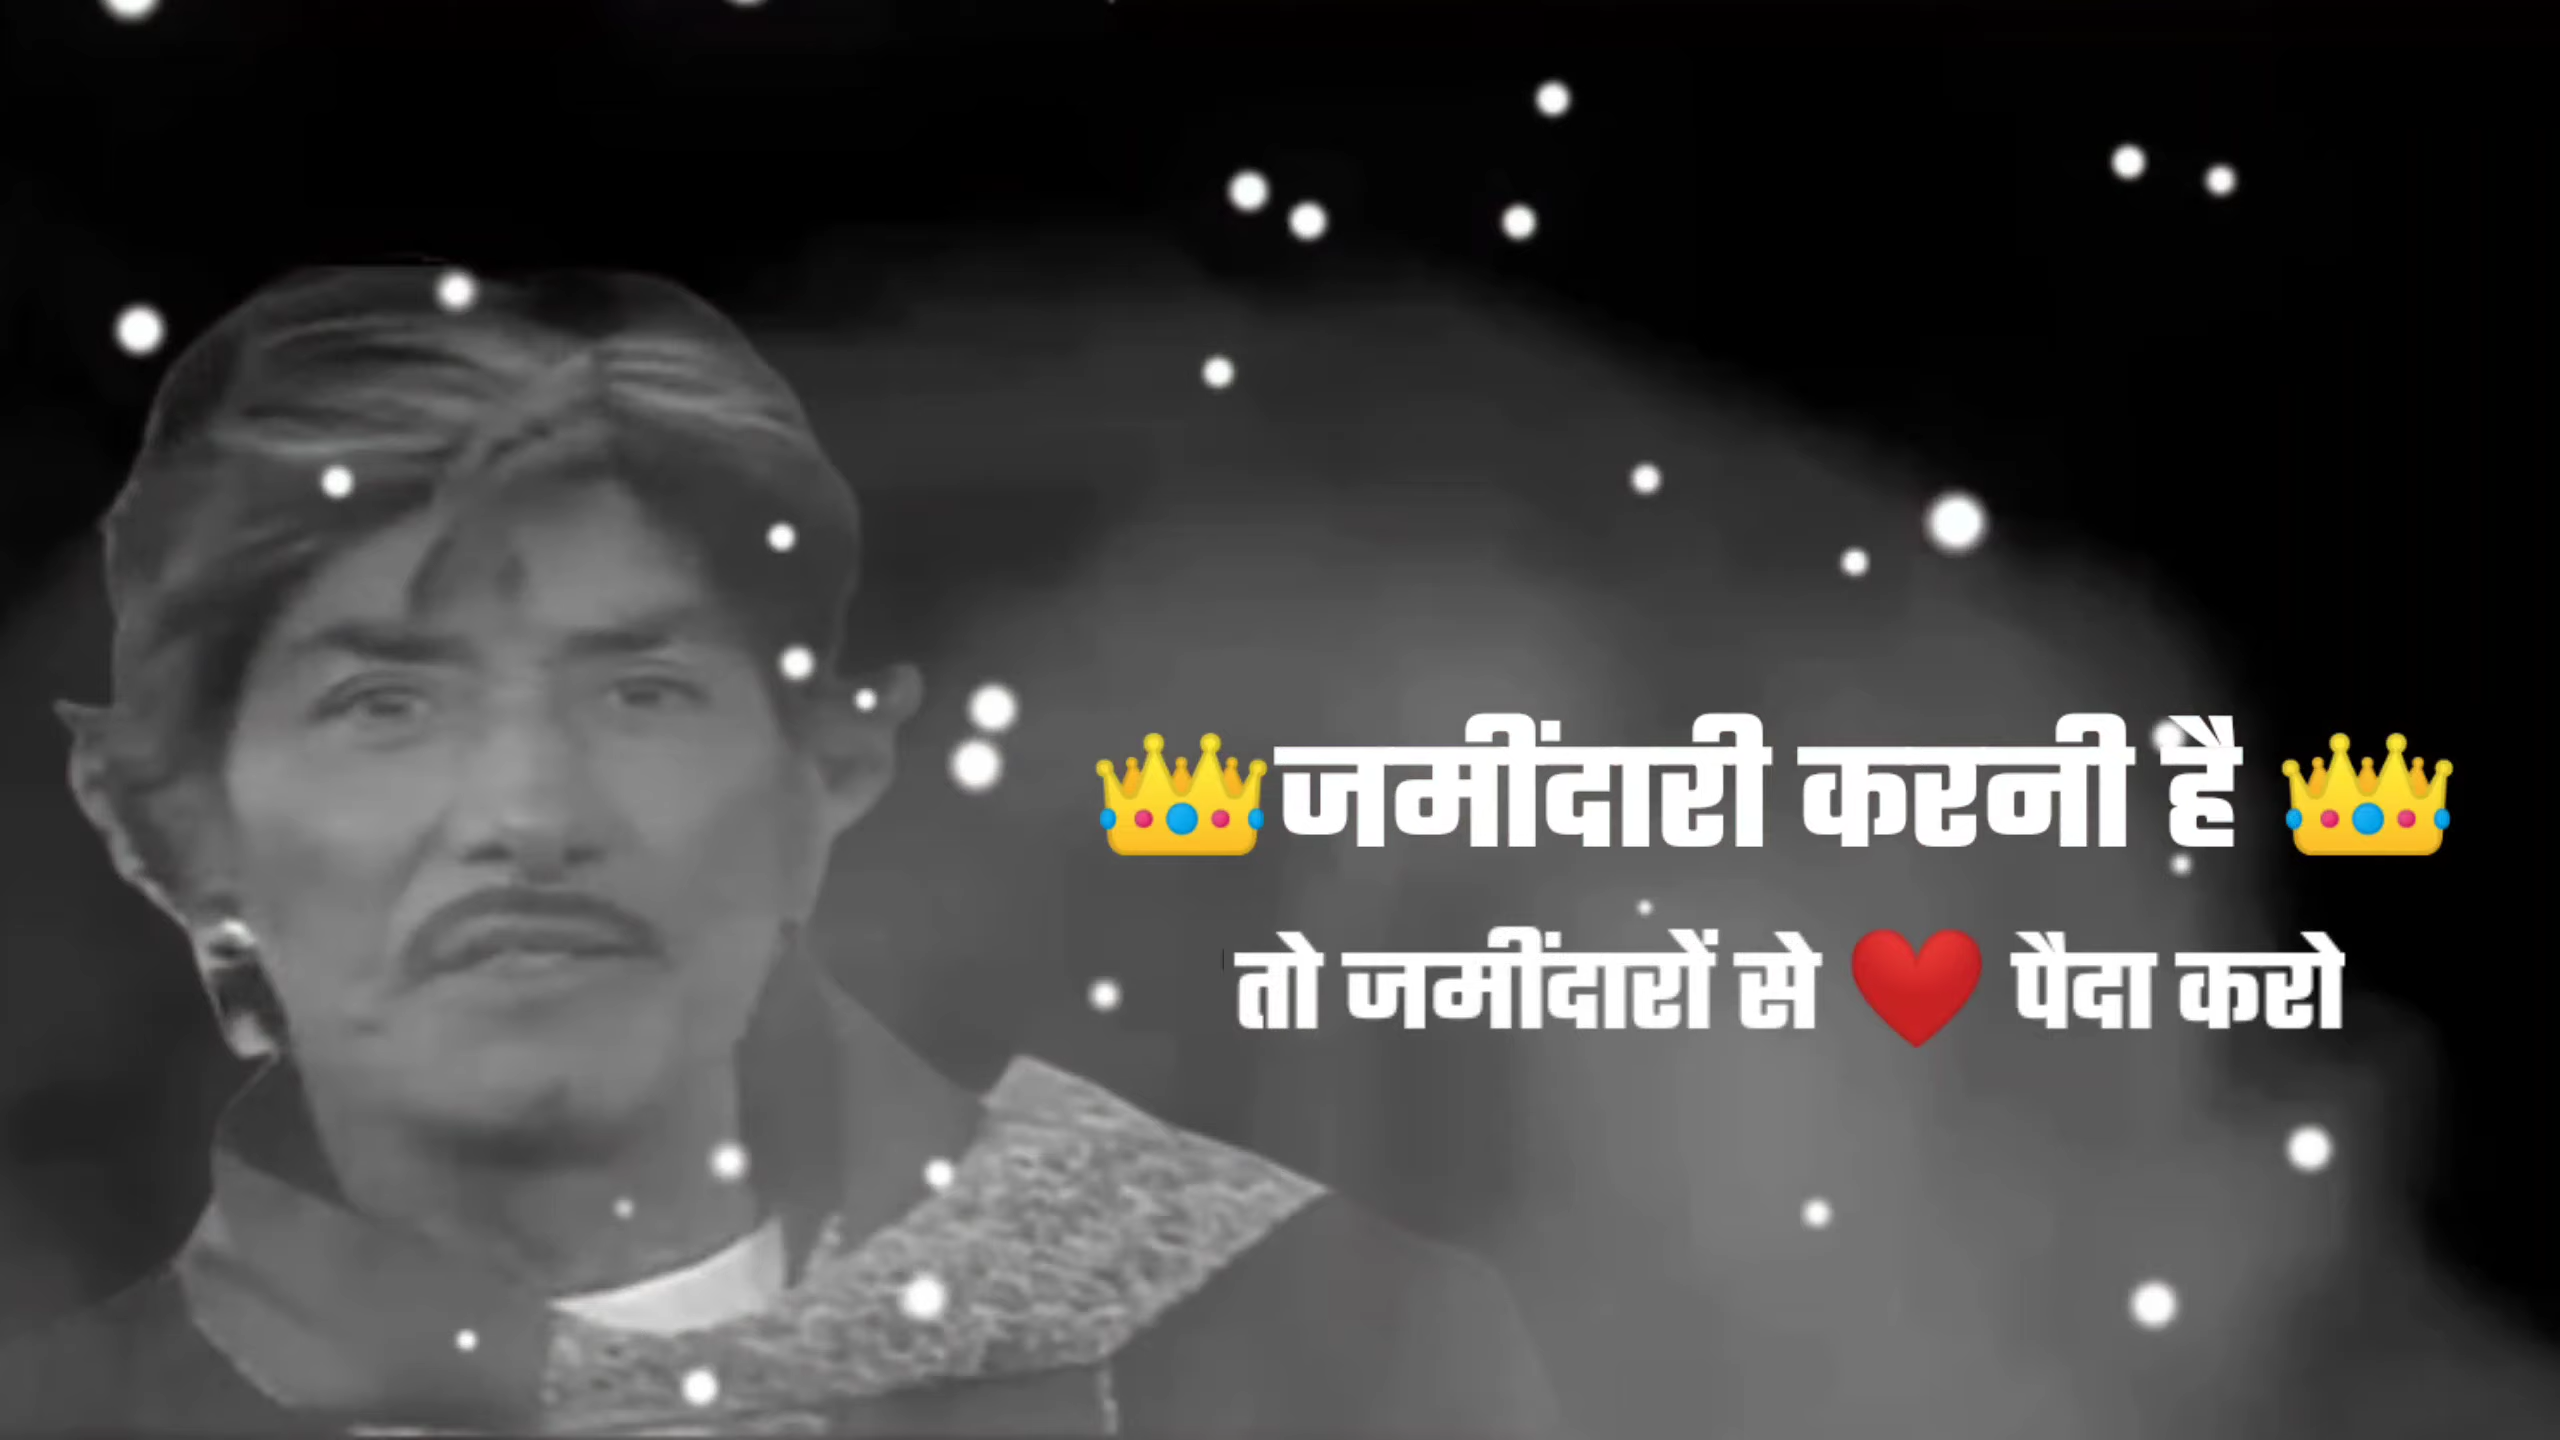 👑जमींदारी करनी है 👑
तो जमींदारों से ❤️ पैदा करो